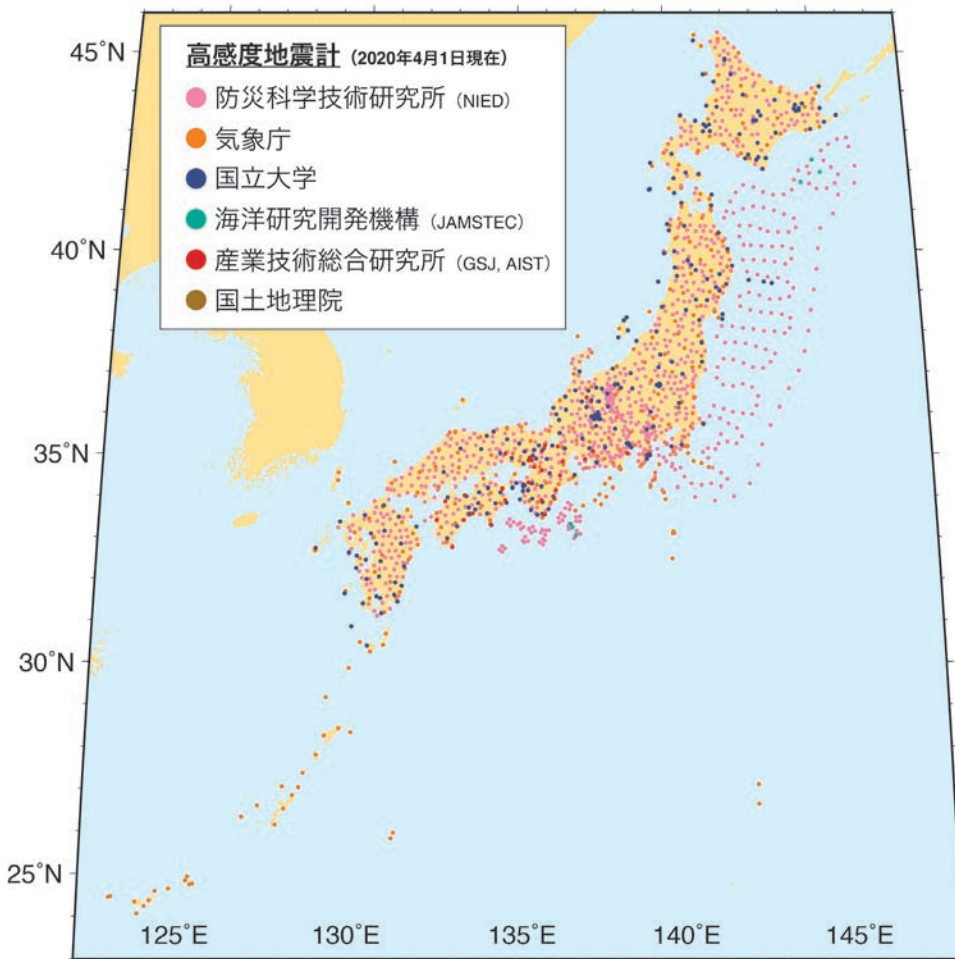 45°N
40°N
35°N
30°N
25°N
高感度地震計 (2020年4月1日現在)
防災科学技術研究所 (NIED)
気象庁
国立大学
海洋研究開発機構 (JAMSTEC)
産業技術総合研究所 (GSJ, AIST)
国土地理院
125°E 130°E 135°E 140°E 145°E